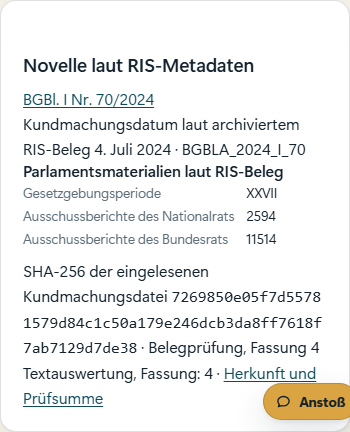 Novelle laut RIS-Metadaten
BGBl. I Nr. 70/2024
Kundmachungsdatum laut archiviertem
RIS-Beleg 4. Juli 2024 · BGBLA_2024_I_70
Parlamentsmaterialien laut RIS-Beleg
Gesetzgebungsperiode XXVII
Ausschussberichte des Nationalrats 2594
Ausschussberichte des Bundesrats 11514
SHA-256 der eingelesenen
Kundmachungsdatei 7269850e05f7d5578
1579d84c1c50a179e246dcb3da8ff7618f
7ab7129d7de38 · Belegprüfung, Fassung 4
Textauswertung, Fassung: 4 · Herkunft und
Prüfsumme
Anstoß